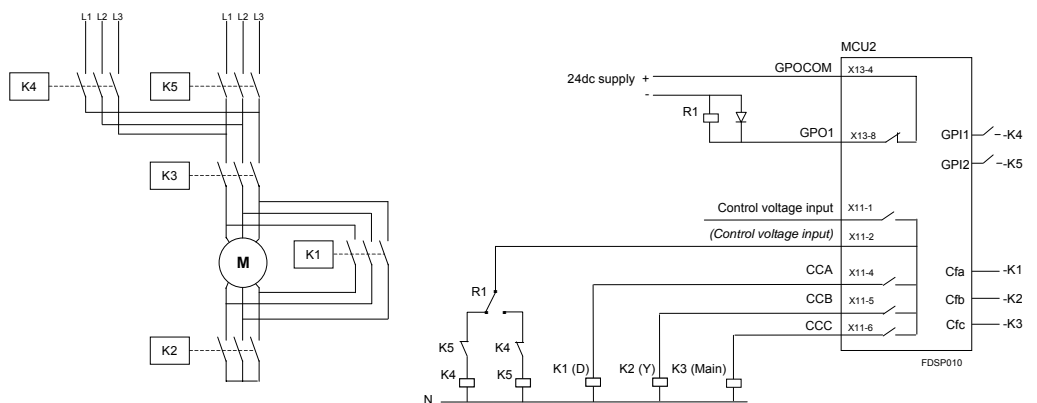 L1 L2 L3
L1 L2 L3
K4
K5
K3
K1
M
K2
MCU2
24dc supply +
-
GPOCOM
X13-4
R1
GPO1
X13-8
GPI1
-K4
GPI2
-K5
Control voltage input
X11-1
(Control voltage input)
X11-2
CCA
X11-4
Cfa
-K1
R1
CCB
X11-5
Cfb
-K2
CCC
X11-6
Cfc
-K3
K5
K4
FDSP010
K4
K5
K1 (D)
K2 (Y)
K3 (Main)
N